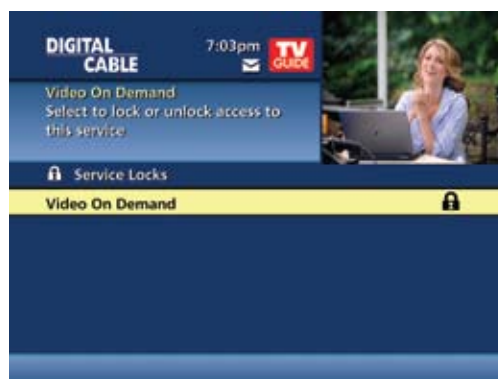 DIGITAL
CABLE
7:03pm
TV
GUIDE
Video On Demand
Select to lock or unlock access to
this service
Service Locks
Video On Demand